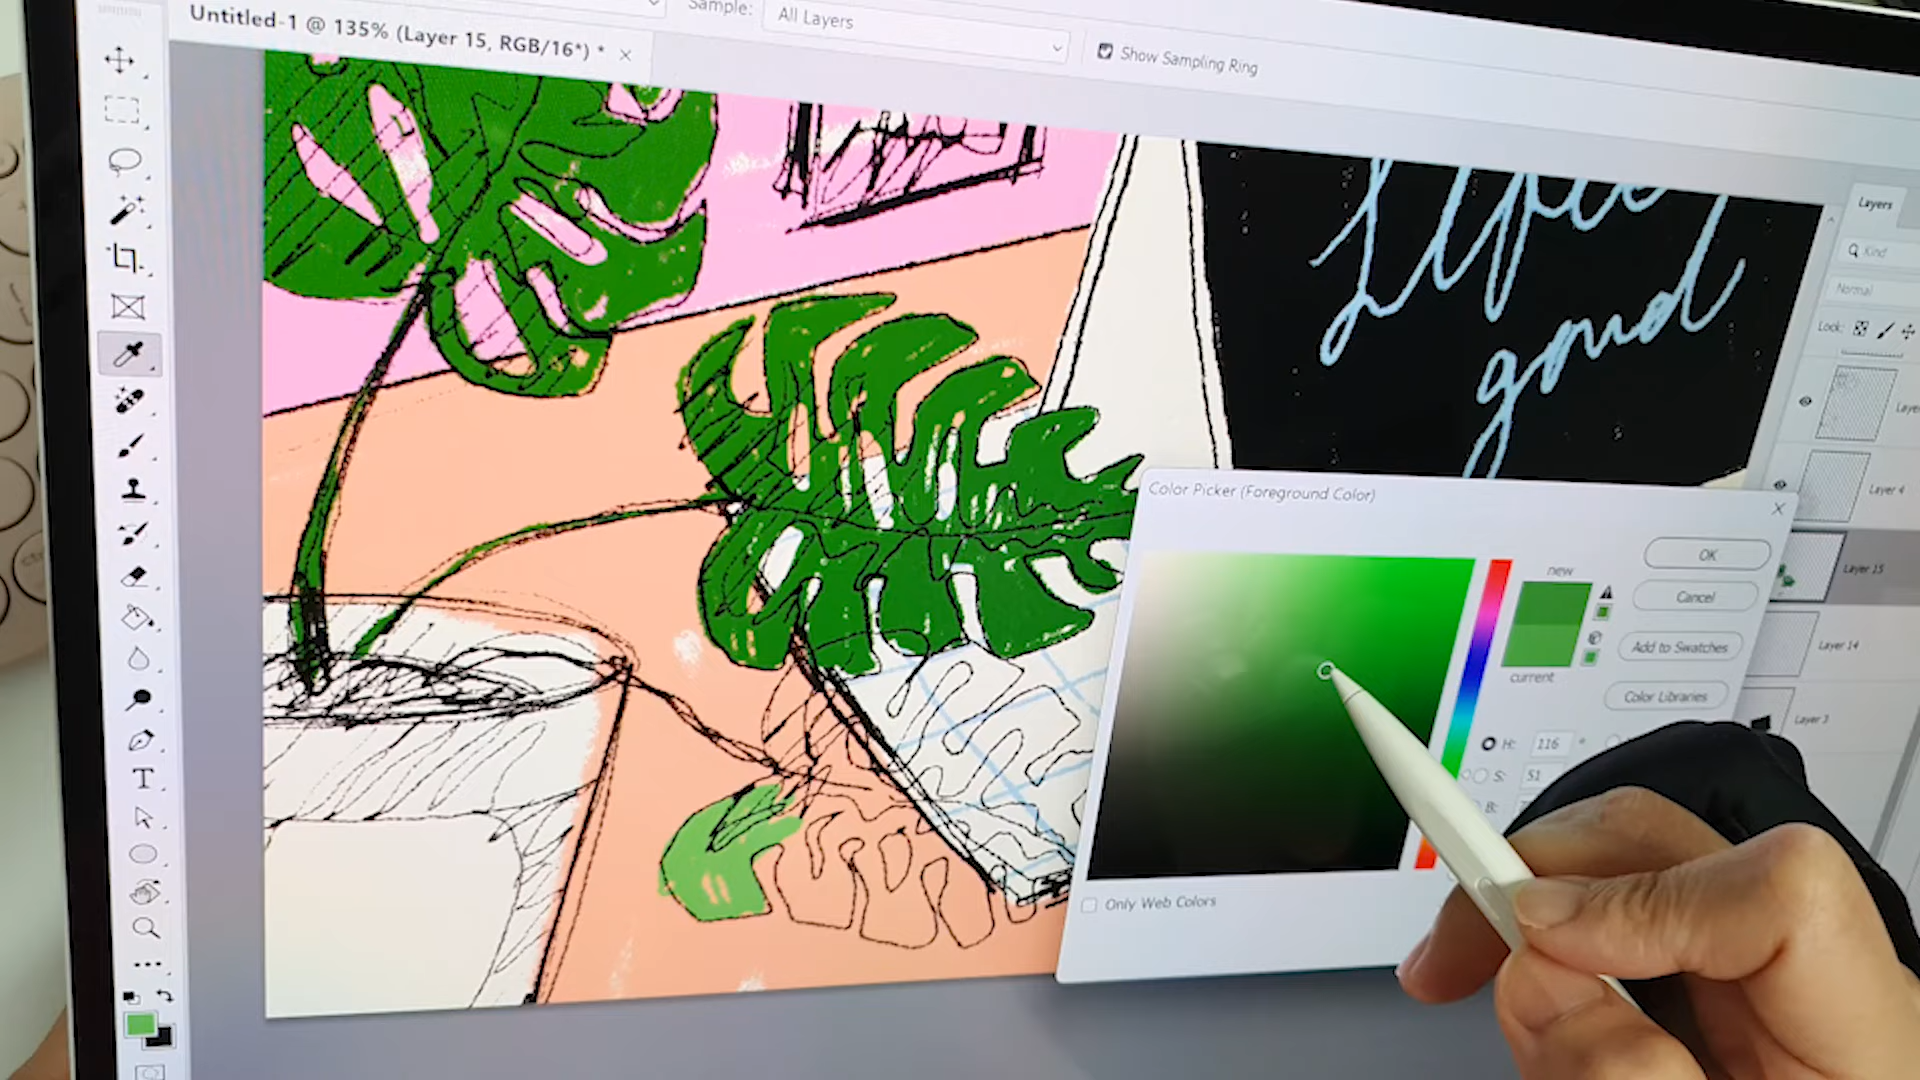 Sample: All Layers
Show Sampling Ring
Untitled-1 @ 135% (Layer 15, RGB/16*) * ×
Layers
Kind
Normal
Lock:
good
Layer 4
Layer 15
Layer 14
Layer 3
Color Picker (Foreground Color)
OK
new
Cancel
Add to Swatches
current
Color Libraries
H: 116 °
S: 51
B:
Only Web Colors
T